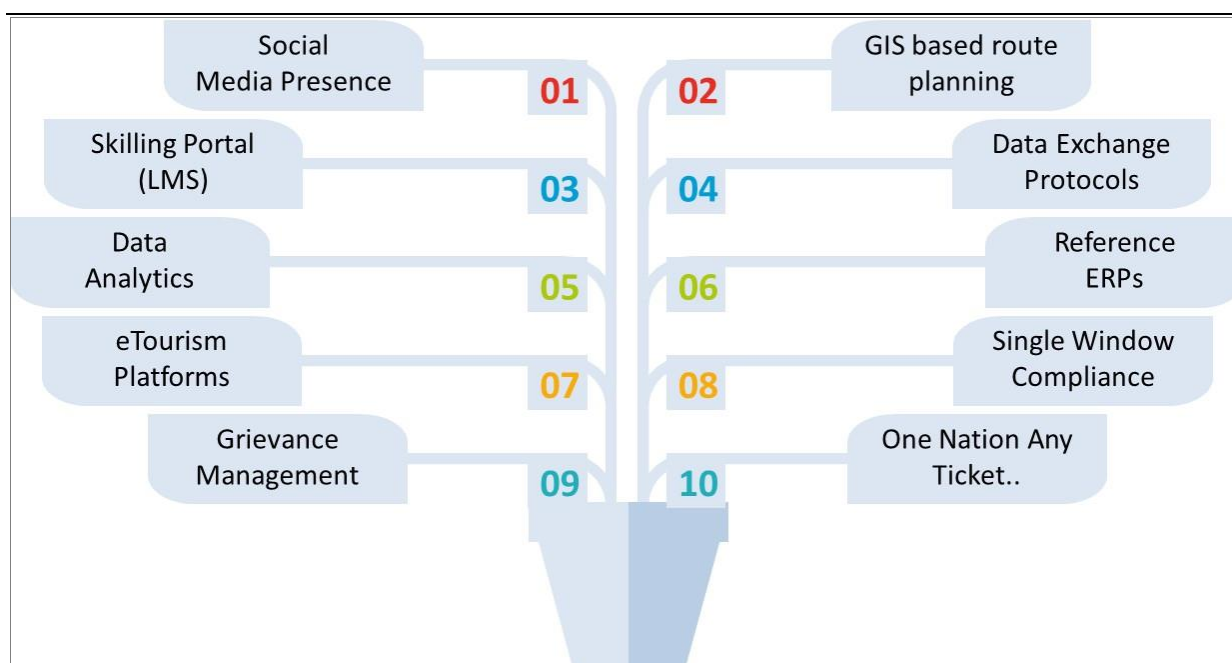 Social
Media Presence
01
02
GIS based route
planning
Skilling Portal
(LMS)
03
04
Data Exchange
Protocols
Data
Analytics
05
06
Reference
ERPs
eTourism
Platforms
07
08
Single Window
Compliance
Grievance
Management
09
10
One Nation Any
Ticket..